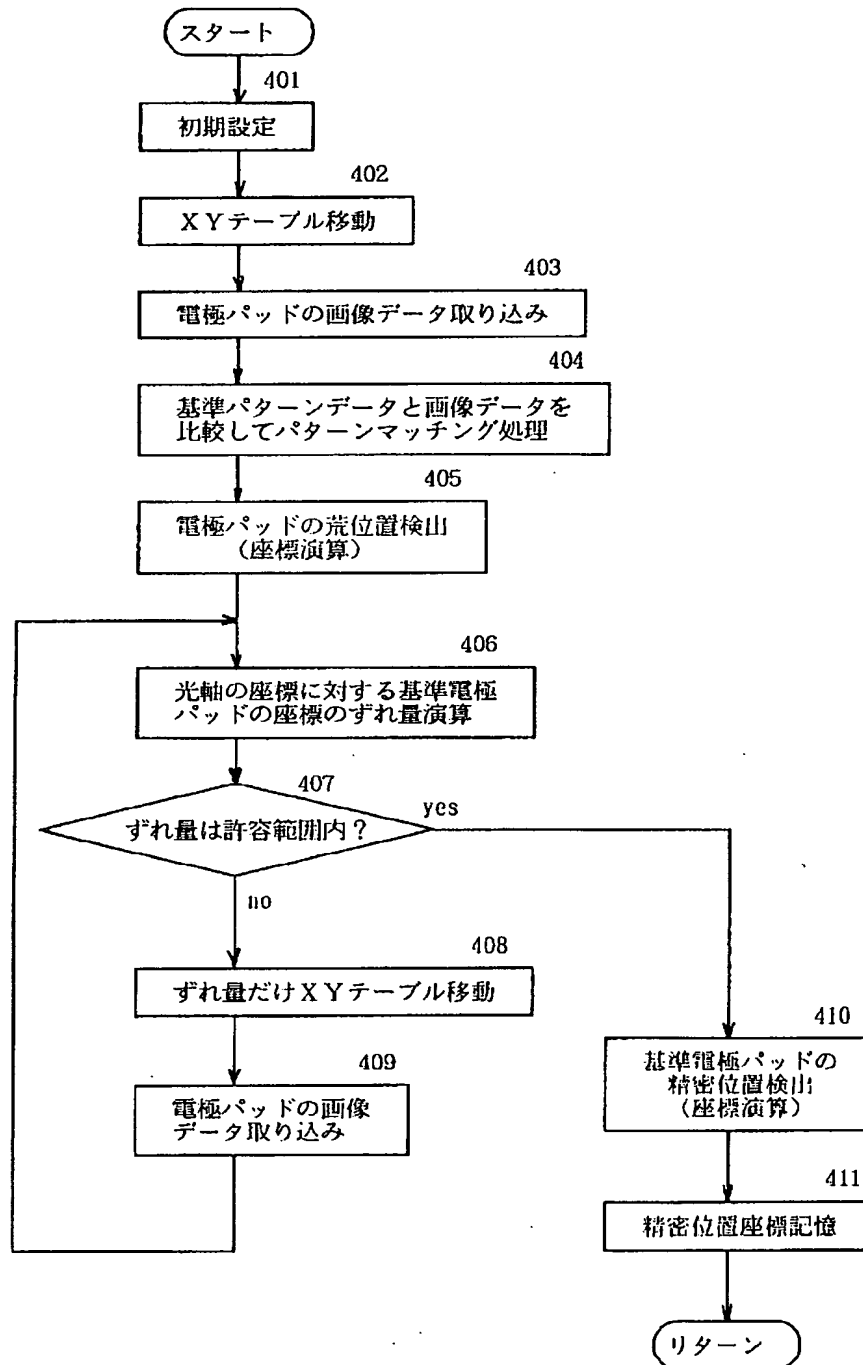 スタート
401
初期設定
402
XYテーブル移動
403
電極パッドの画像データ取り込み
404
基準パターンデータと画像データを
比較してパターンマッチング処理
405
電極パッドの荒位置検出
(座標演算)
406
光軸の座標に対する基準電極
パッドの座標のずれ量演算
407
ずれ量は許容範囲内?
yes
no
408
ずれ量だけXYテーブル移動
409
電極パッドの画像
データ取り込み
410
基準電極パッドの
精密位置検出
(座標演算)
411
精密位置座標記憶
リターン